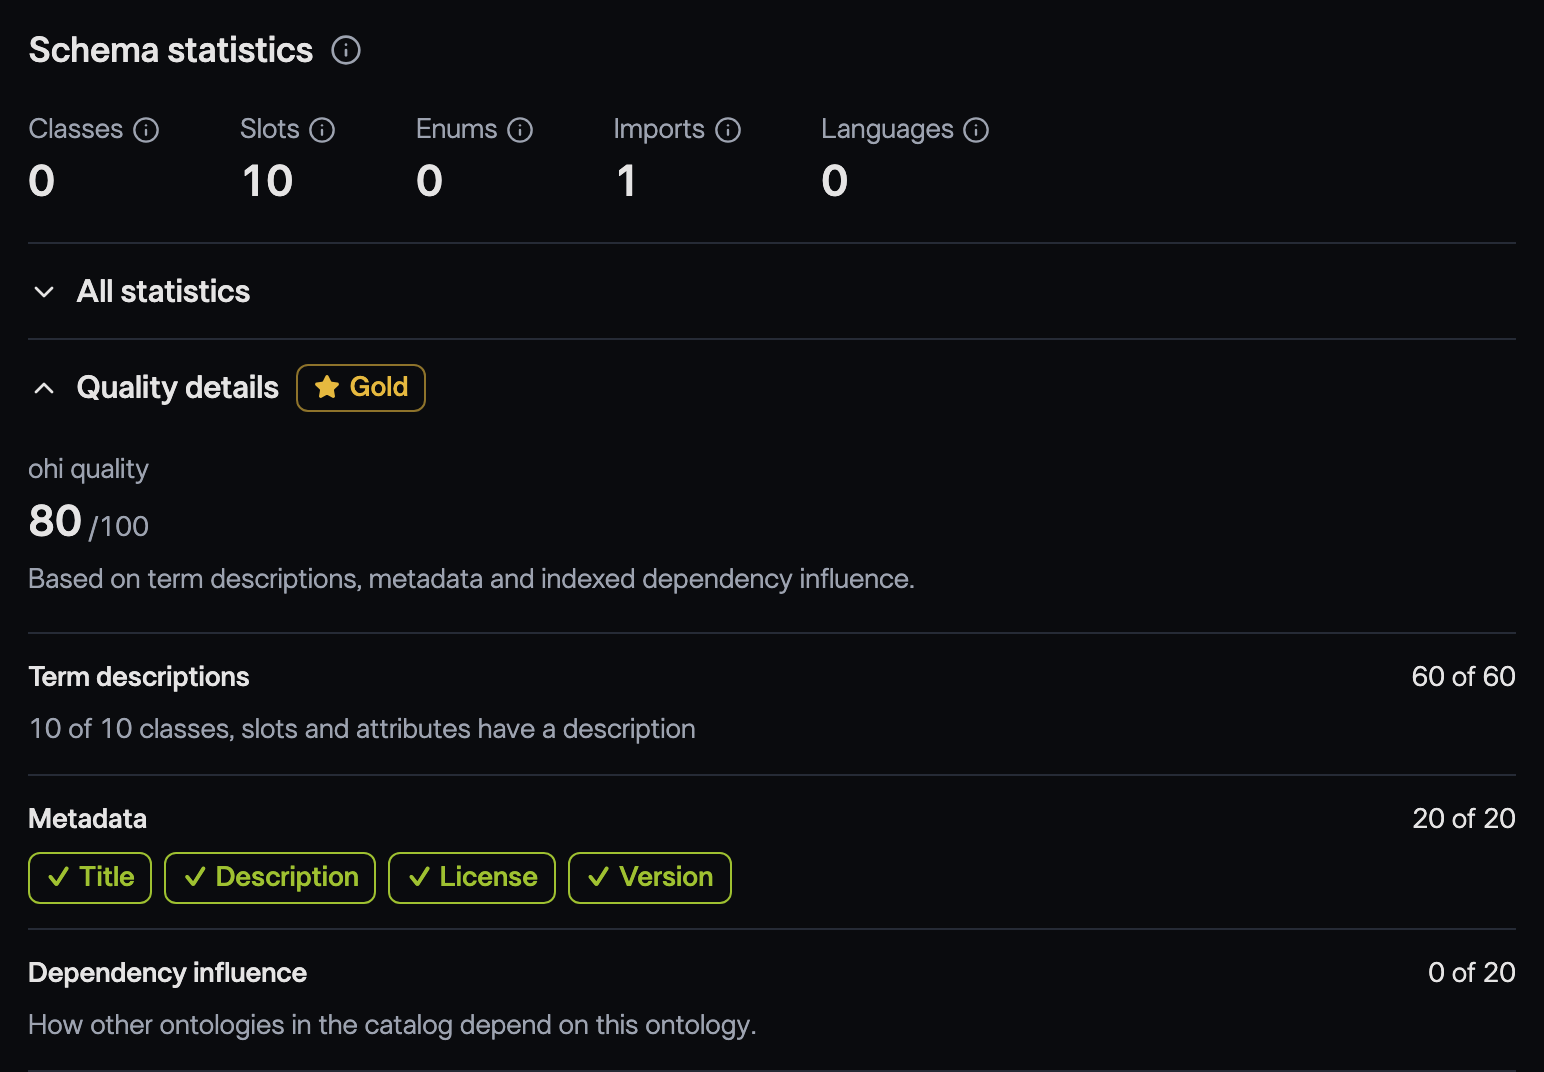 Schema statistics
Classes Slots Enums Imports Languages
0 10 0 1 0
All statistics
Quality details Gold
ohi quality
80 /100
Based on term descriptions, metadata and indexed dependency influence.
Term descriptions 60 of 60
10 of 10 classes, slots and attributes have a description
Metadata 20 of 20
Title Description License Version
Dependency influence 0 of 20
How other ontologies in the catalog depend on this ontology.